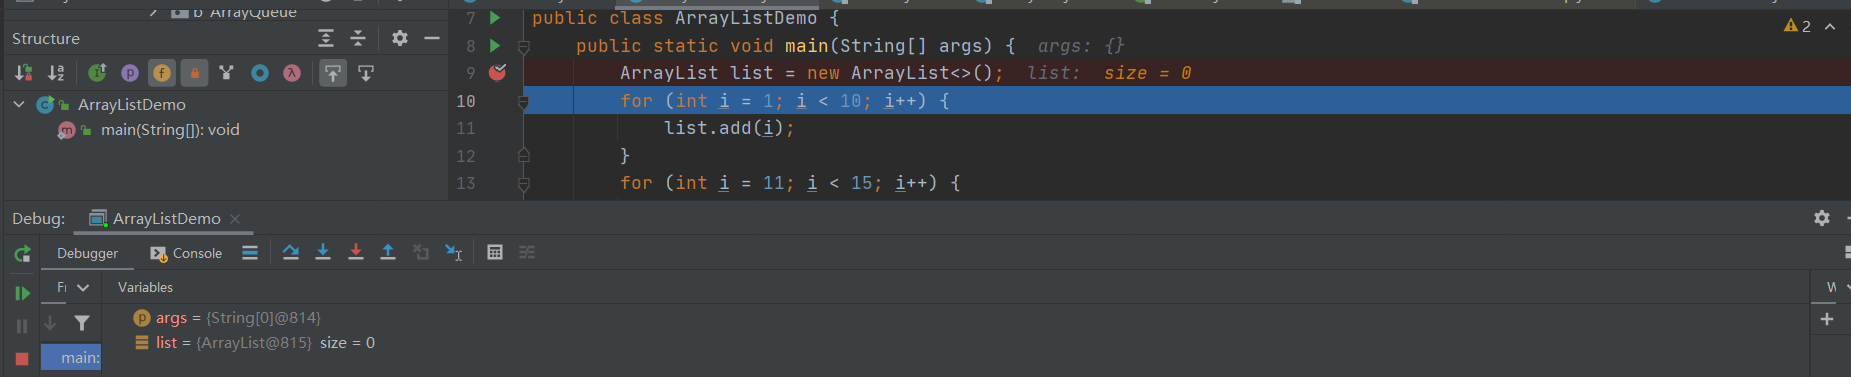 b ArrayQueue
Structure
ArrayListDemo
main(String[]): void
7 public class ArrayListDemo {
8 public static void main(String[] args) { args: {}
9 ArrayList list = new ArrayList<>(); list: size = 0
10 for (int i = 1; i < 10; i++) {
11 list.add(i);
12 }
13 for (int i = 11; i < 15; i++) {
2
Debug: ArrayListDemo
Debugger Console
Variables
args = {String[0]@814}
list = {ArrayList@815} size = 0
main: